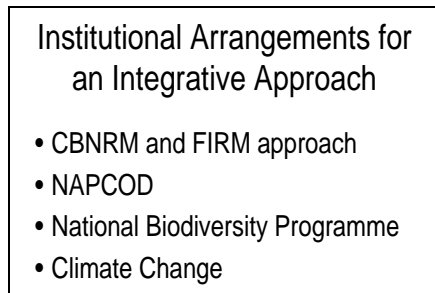 Institutional Arrangements for
an Integrative Approach
• CBNRM and FIRM approach
• NAPCOD
• National Biodiversity Programme
• Climate Change